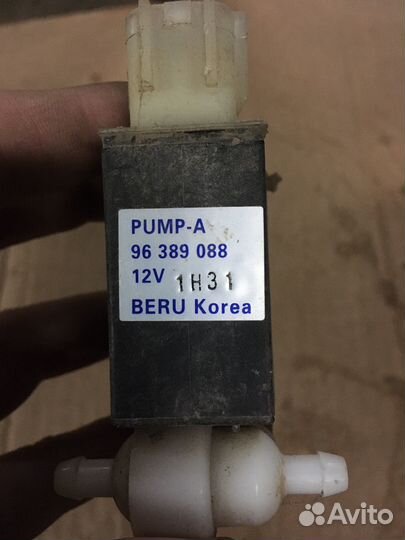 PUMP-A
96 389 088
12V 1H31
BERU Korea
Avito